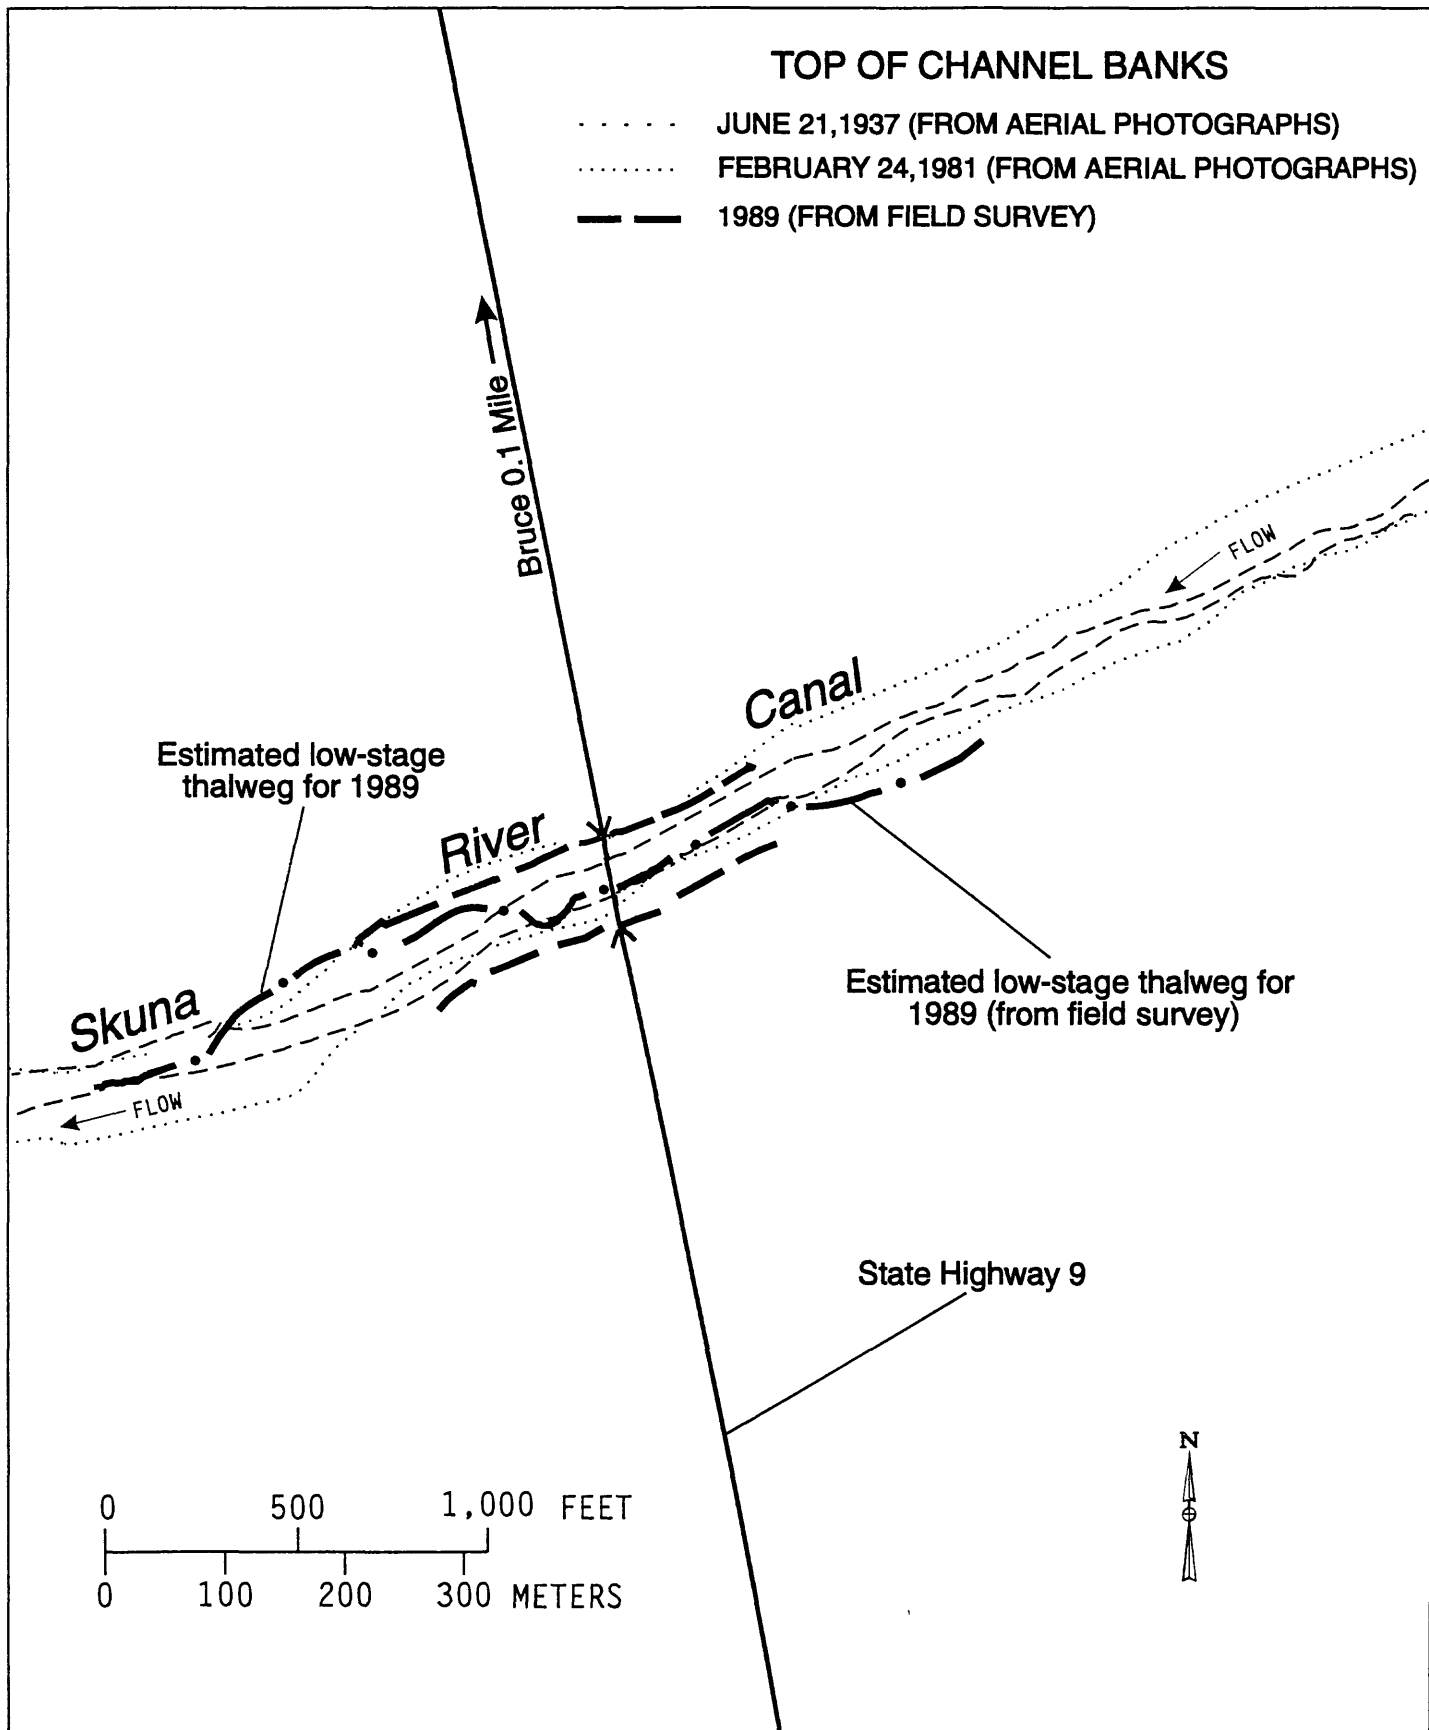 TOP OF CHANNEL BANKS
JUNE 21,1937 (FROM AERIAL PHOTOGRAPHS)
FEBRUARY 24,1981 (FROM AERIAL PHOTOGRAPHS)
1989 (FROM FIELD SURVEY)
Bruce 0.1 Mile
FLOW
Canal
River
Skuna
Estimated low-stage
thalweg for 1989
Estimated low-stage thalweg for
1989 (from field survey)
FLOW
State Highway 9
N
0 500 1,000 FEET
0 100 200 300 METERS